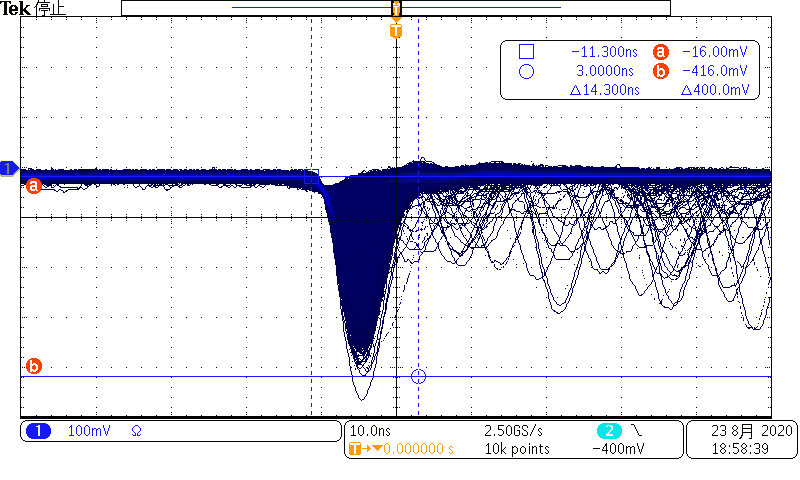 Tek 停止
T
T
-11.300ns a -16.00mV
3.0000ns b -416.0mV
Δ14.300ns Δ400.0mV
1
a
b
1 100mV Ω
10.0ns 2.50GS/s 2
T→▼0.000000 s 10k points -400mV
23 8月 2020
18:58:39